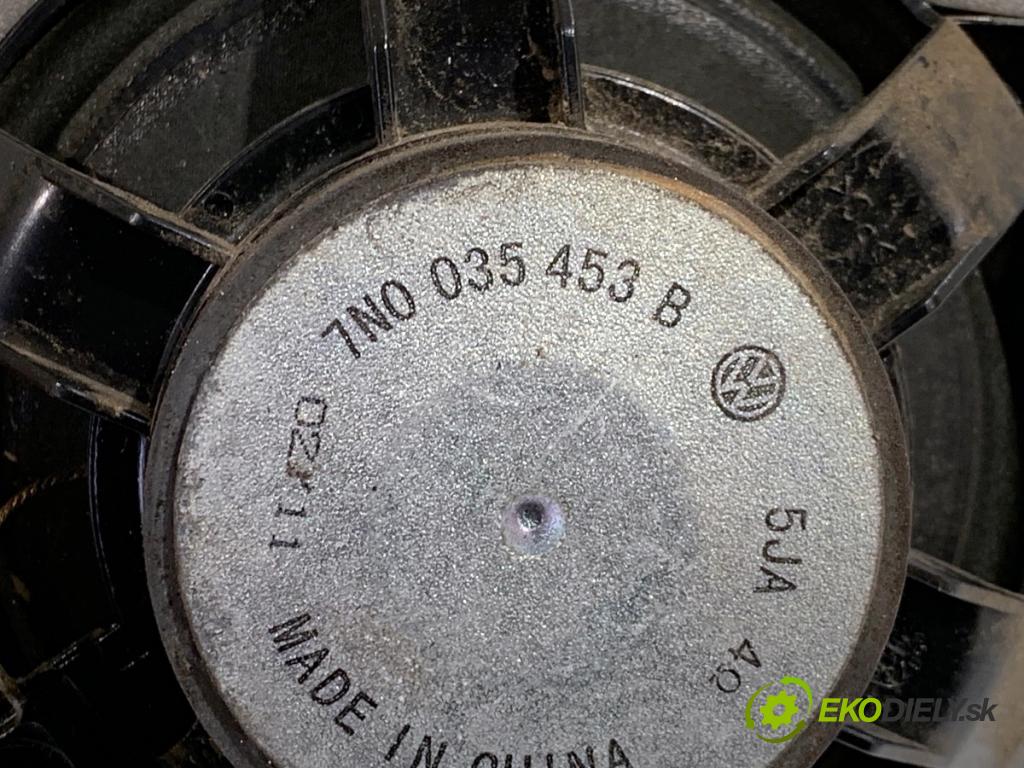 7N0 035 453 B
02/11
5JA
4Ω
MADE IN CHINA
EKODIELY.sk